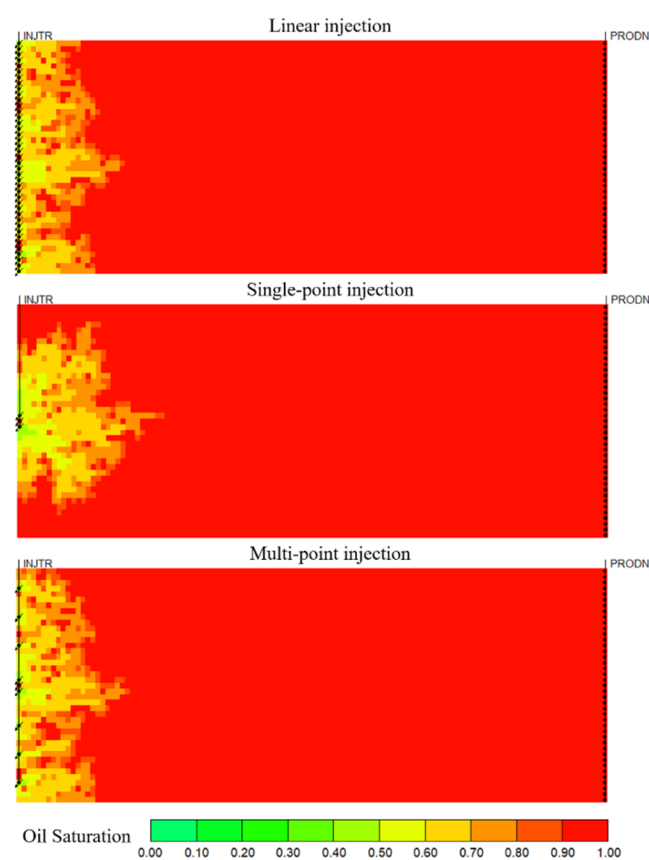 Linear injection
INJTR PRODN
Single-point injection
INJTR PRODN
Multi-point injection
INJTR PRODN
Oil Saturation
0.00 0.10 0.20 0.30 0.40 0.50 0.60 0.70 0.80 0.90 1.00